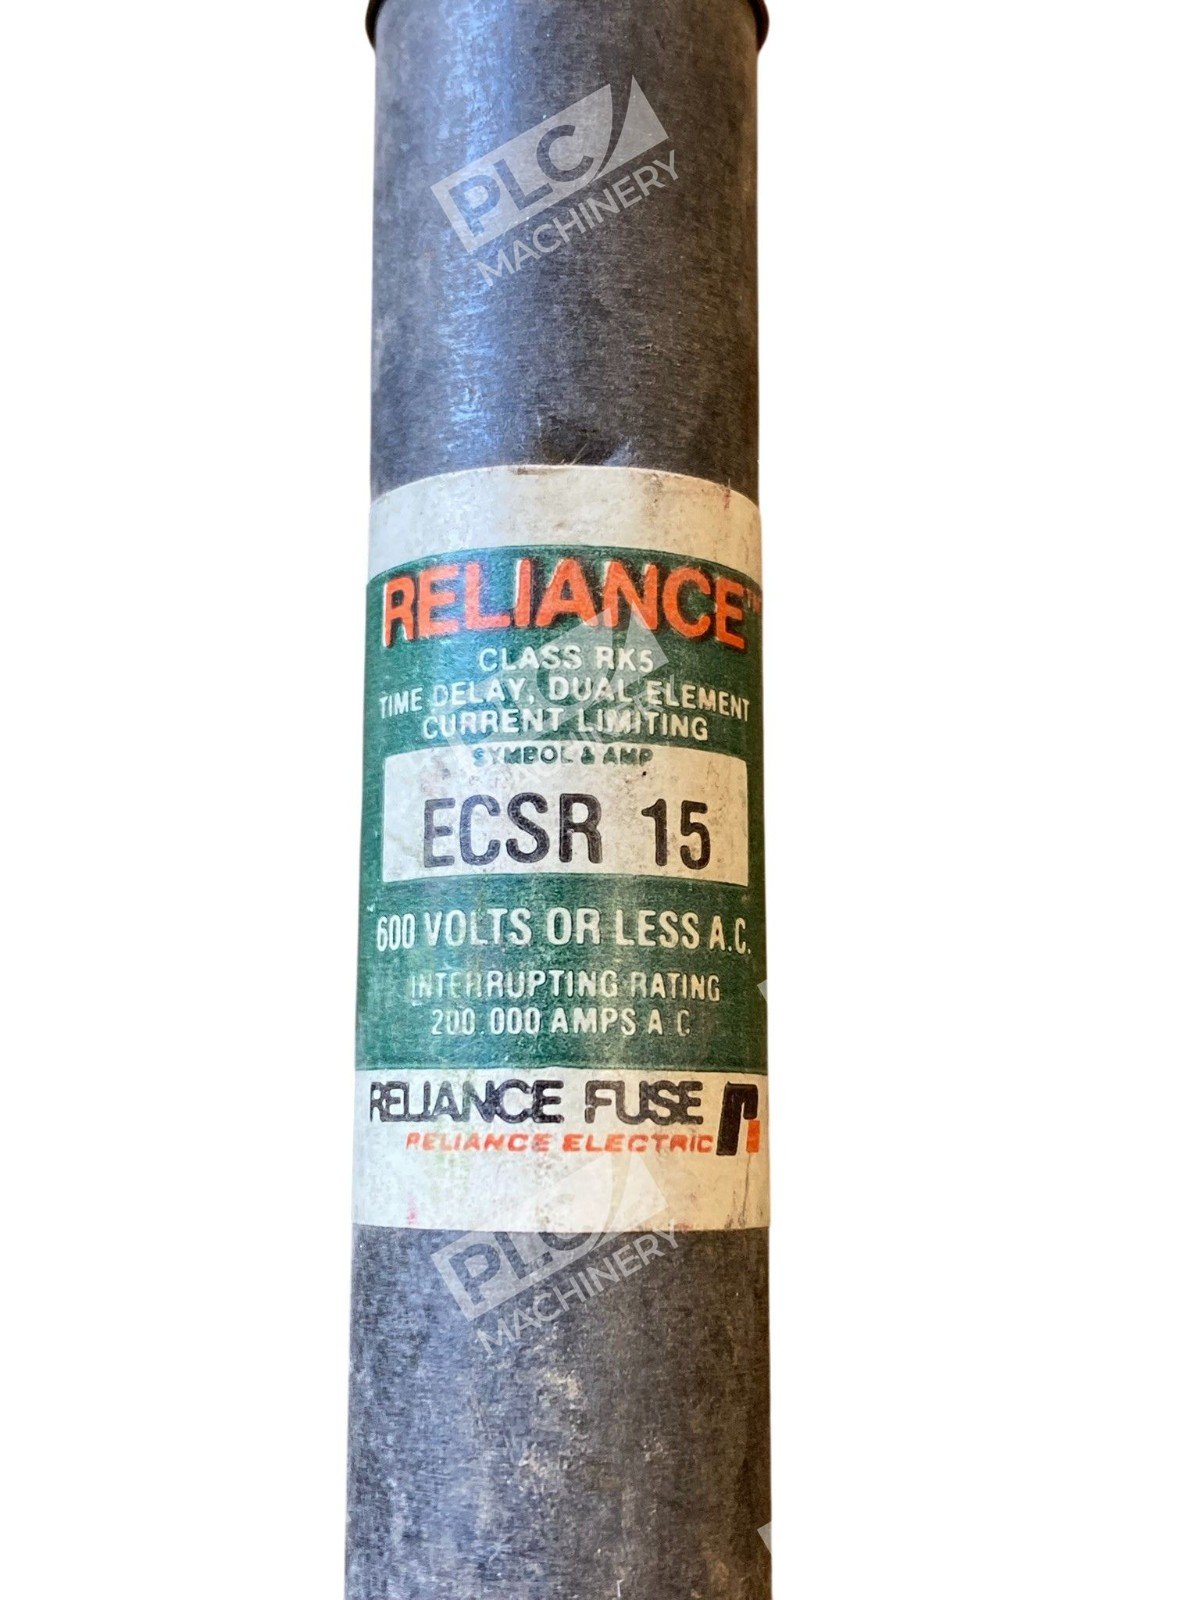 PLC
MACHINERY
RELIANCE™
CLASS RK5
TIME DELAY, DUAL ELEMENT
CURRENT LIMITING
SYMBOL & AMP
ECSR 15
600 VOLTS OR LESS A.C.
INTERRUPTING RATING
200,000 AMPS A.C.
RELIANCE FUSE
RELIANCE ELECTRIC
PLC
MACHINERY